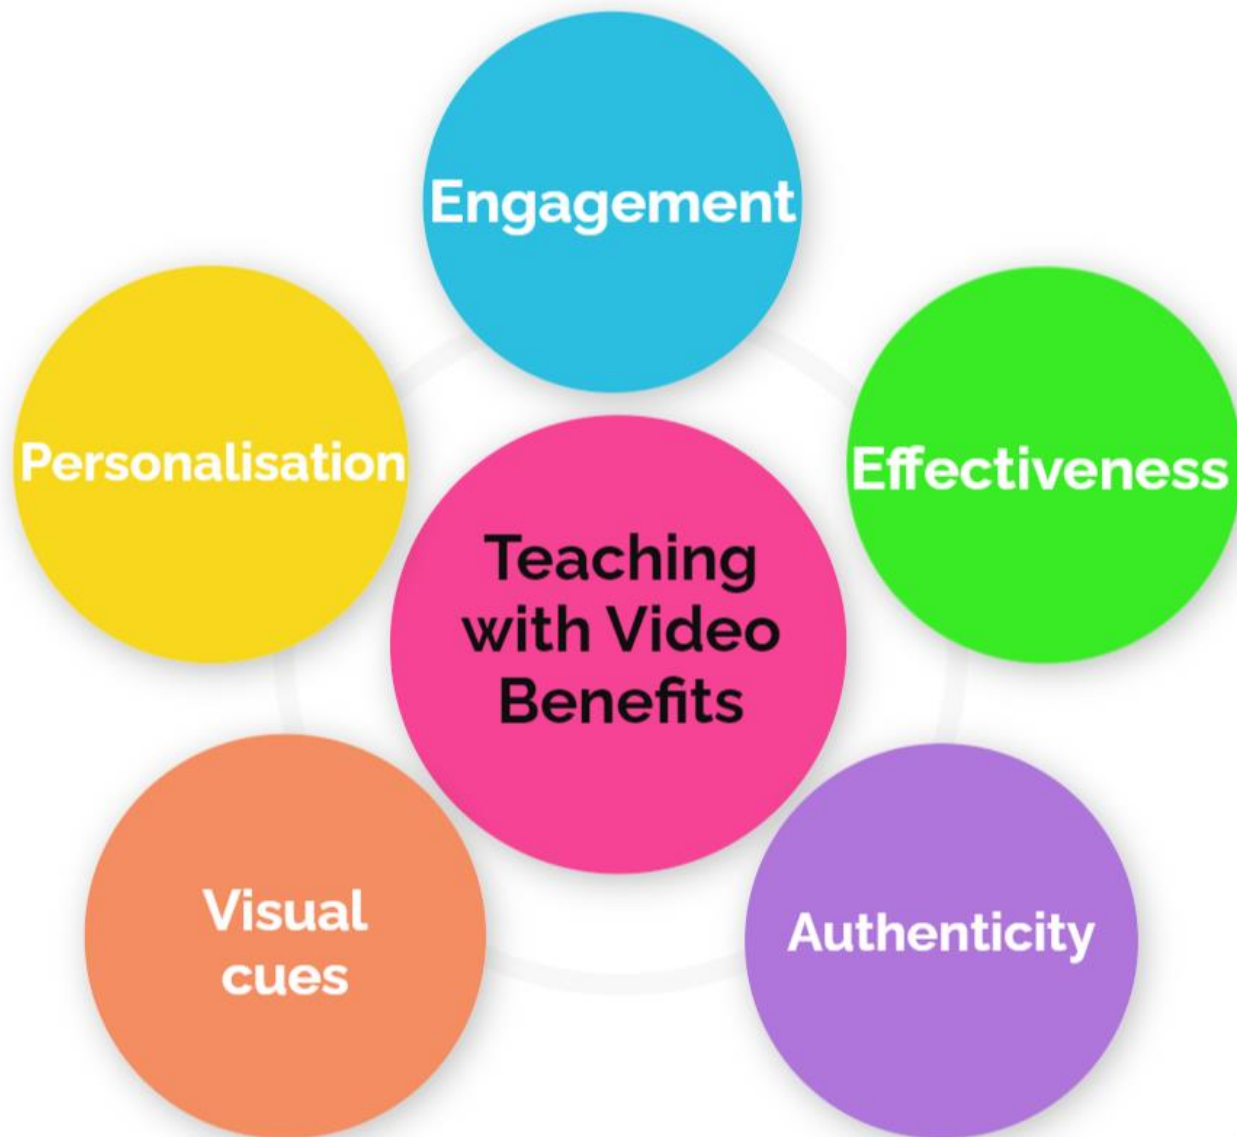 Engagement
Personalisation
Effectiveness
Teaching
with Video
Benefits
Visual
cues
Authenticity